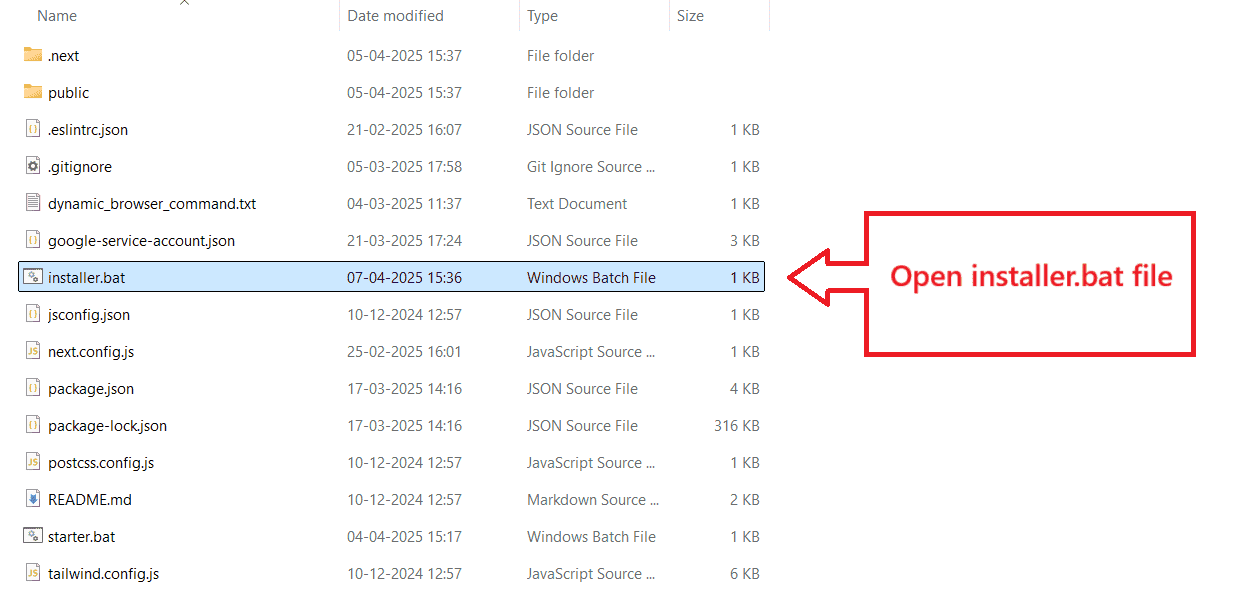 Name Date modified Type Size
.next 05-04-2025 15:37 File folder
public 05-04-2025 15:37 File folder
.eslintrc.json 21-02-2025 16:07 JSON Source File 1 KB
.gitignore 05-03-2025 17:58 Git Ignore Source ... 1 KB
dynamic_browser_command.txt 04-03-2025 11:37 Text Document 1 KB
google-service-account.json 21-03-2025 17:24 JSON Source File 3 KB
installer.bat 07-04-2025 15:36 Windows Batch File 1 KB
Open installer.bat file
jsconfig.json 10-12-2024 12:57 JSON Source File 1 KB
next.config.js 25-02-2025 16:01 JavaScript Source ... 1 KB
package.json 17-03-2025 14:16 JSON Source File 4 KB
package-lock.json 17-03-2025 14:16 JSON Source File 316 KB
postcss.config.js 10-12-2024 12:57 JavaScript Source ... 1 KB
README.md 10-12-2024 12:57 Markdown Source ... 2 KB
starter.bat 04-04-2025 15:17 Windows Batch File 1 KB
tailwind.config.js 10-12-2024 12:57 JavaScript Source ... 6 KB